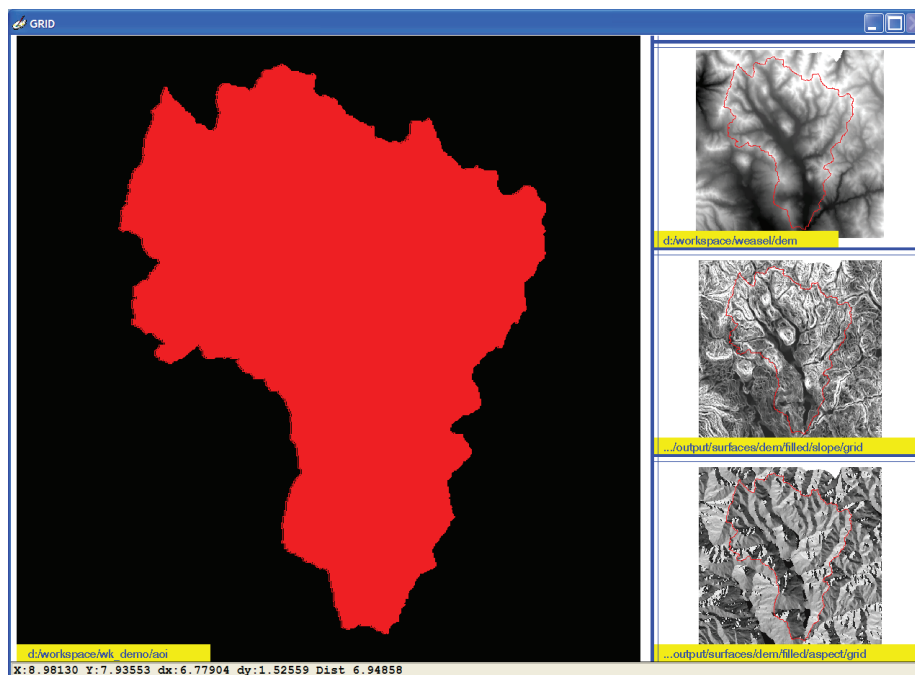 GRID
d:/workspace/weasel/dem
.../output/surfaces/dem/filled/slope/grid
...output/surfaces/dem/filled/aspect/grid
d:/workspace/wk_demo/aoi
X:8.98130 Y:7.93553 dx:6.77904 dy:1.52559 Dist 6.94858